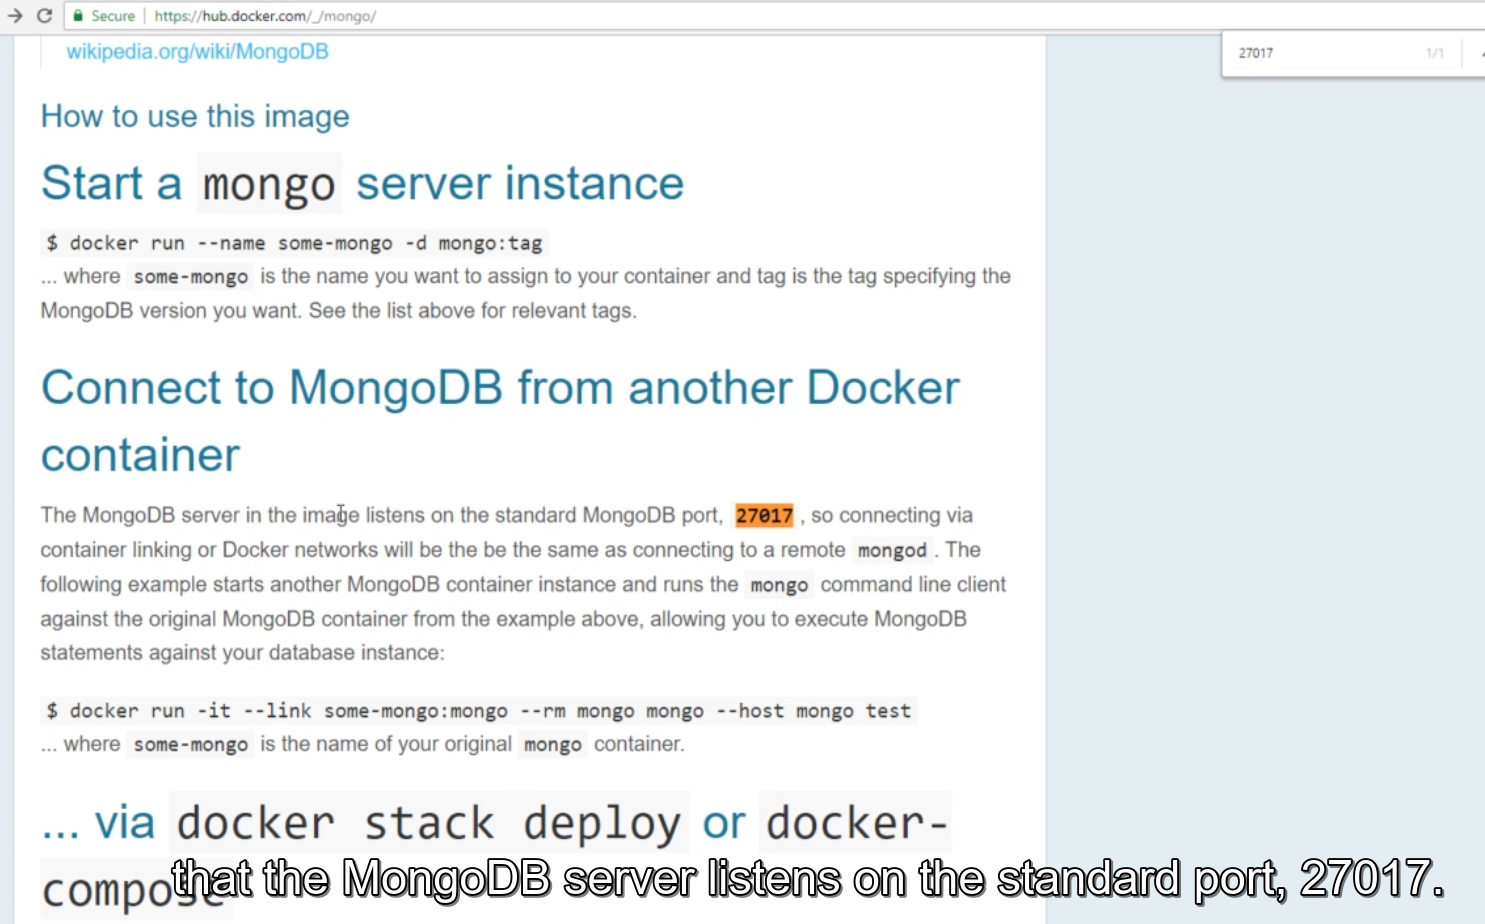 Secure | https://hub.docker.com/_/mongo/
27017 1/1
wikipedia.org/wiki/MongoDB
How to use this image
Start a mongo server instance
$ docker run --name some-mongo -d mongo:tag
... where some-mongo is the name you want to assign to your container and tag is the tag specifying the
MongoDB version you want. See the list above for relevant tags.
Connect to MongoDB from another Docker
container
The MongoDB server in the image listens on the standard MongoDB port, 27017 , so connecting via
container linking or Docker networks will be the be the same as connecting to a remote mongod . The
following example starts another MongoDB container instance and runs the mongo command line client
against the original MongoDB container from the example above, allowing you to execute MongoDB
statements against your database instance:
$ docker run -it --link some-mongo:mongo --rm mongo mongo --host mongo test
... where some-mongo is the name of your original mongo container.
... via docker stack deploy or docker-
compose
that the MongoDB server listens on the standard port, 27017.